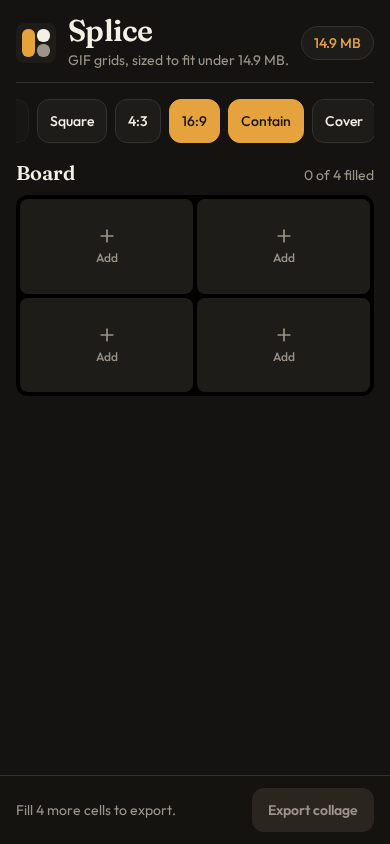 Splice
GIF grids, sized to fit under 14.9 MB.
14.9 MB
Square
4:3
16:9
Contain
Cover
Board
0 of 4 filled
Add
Add
Add
Add
Fill 4 more cells to export.
Export collage